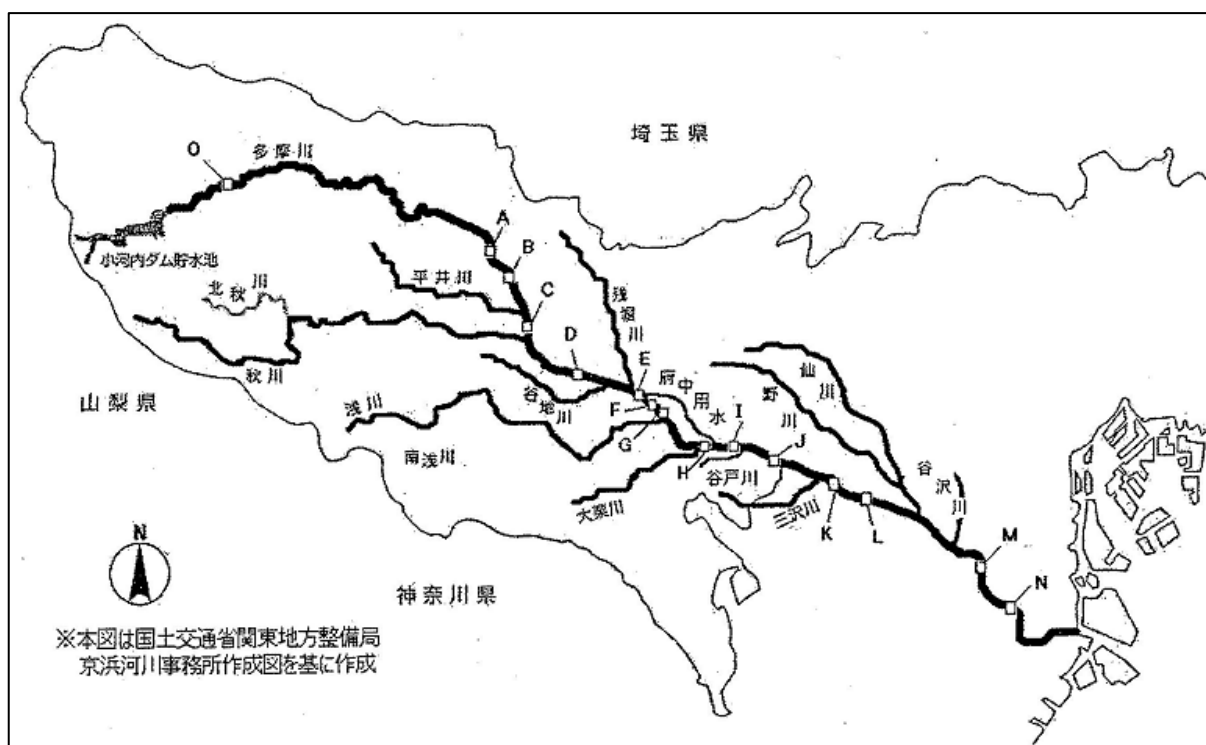 埼玉県
O
多摩川
A
B
小河内ダム貯水池
平井川
残堀川
北秋川
C
D
E
秋川
府中用水
仙川
山梨県
浅川
谷地川
F
野川
I
G
J
南浅川
H
谷戸川
谷沢川
大栗川
三沢川
K
L
M
N
N
神奈川県
※本図は国土交通省関東地方整備局
京浜河川事務所作成図を基に作成